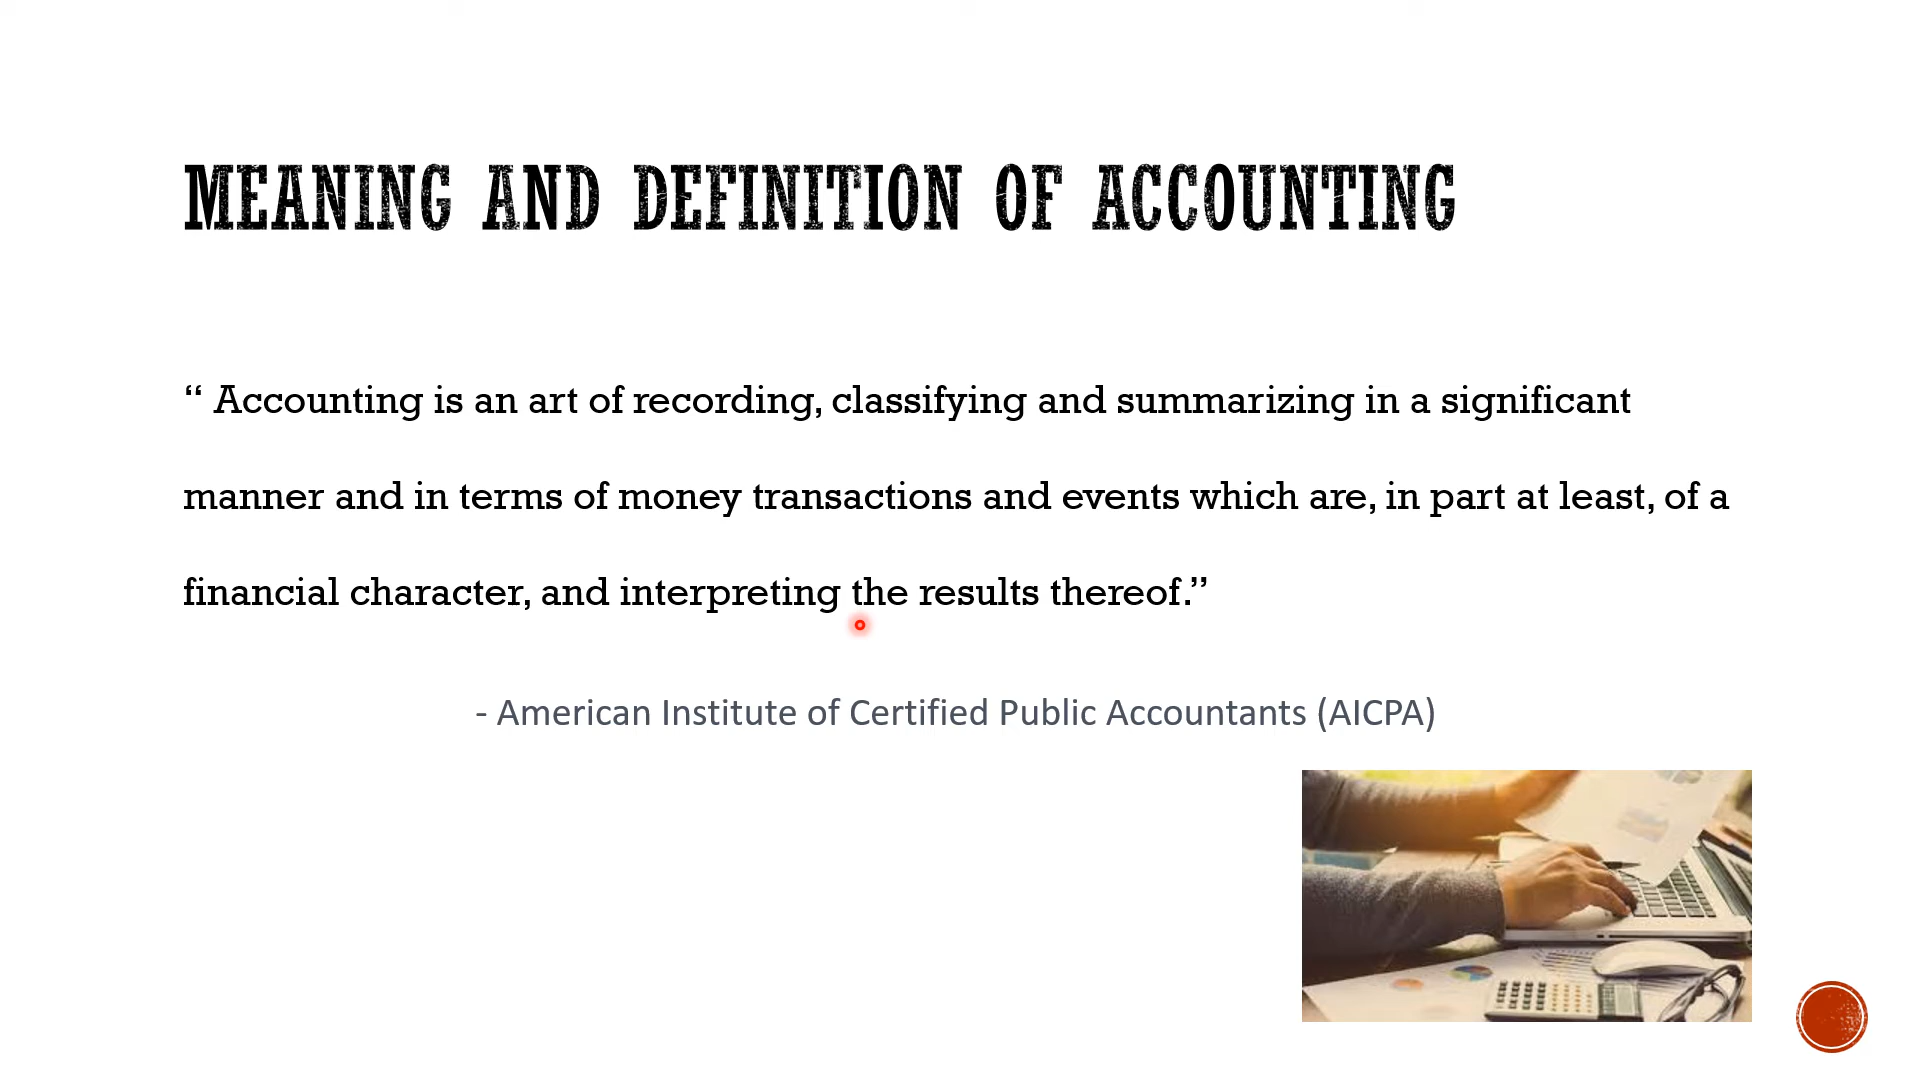 MEANING AND DEFINITION OF ACCOUNTING
“ Accounting is an art of recording, classifying and summarizing in a significant
manner and in terms of money transactions and events which are, in part at least, of a
financial character, and interpreting the results thereof.”
- American Institute of Certified Public Accountants (AICPA)